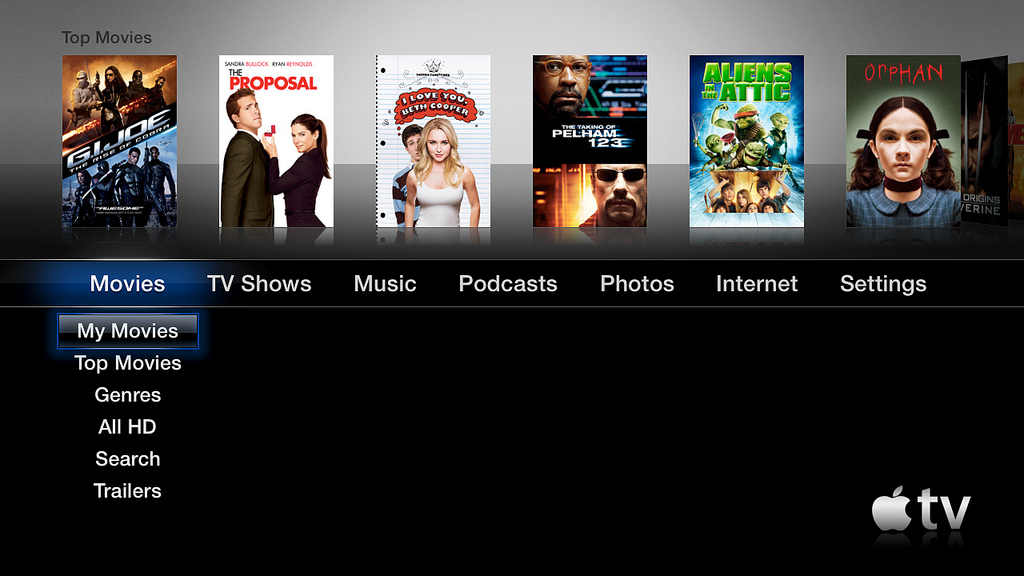 Top Movies
G.I. JOE
THE RISE OF COBRA
"AWESOME"
SANDRA BULLOCK RYAN REYNOLDS
THE
PROPOSAL
I LOVE YOU,
BETH COOPER
THE TAKING OF
PELHAM
123
ALIENS
IN THE
ATTIC
ORPHAN
ORIGINS
VERINE
Movies
TV Shows
Music
Podcasts
Photos
Internet
Settings
My Movies
Top Movies
Genres
All HD
Search
Trailers
tv